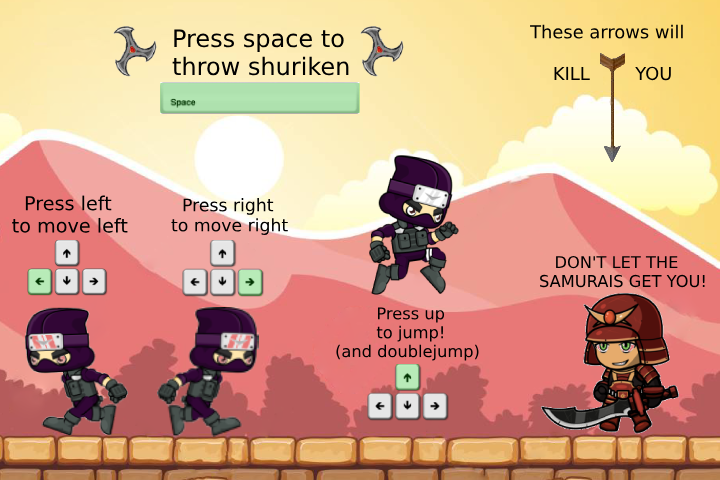 Press space to
throw shuriken
Space
These arrows will
KILL YOU
Press left
to move left
Press right
to move right
Press up
to jump!
(and doublejump)
DON'T LET THE
SAMURAIS GET YOU!